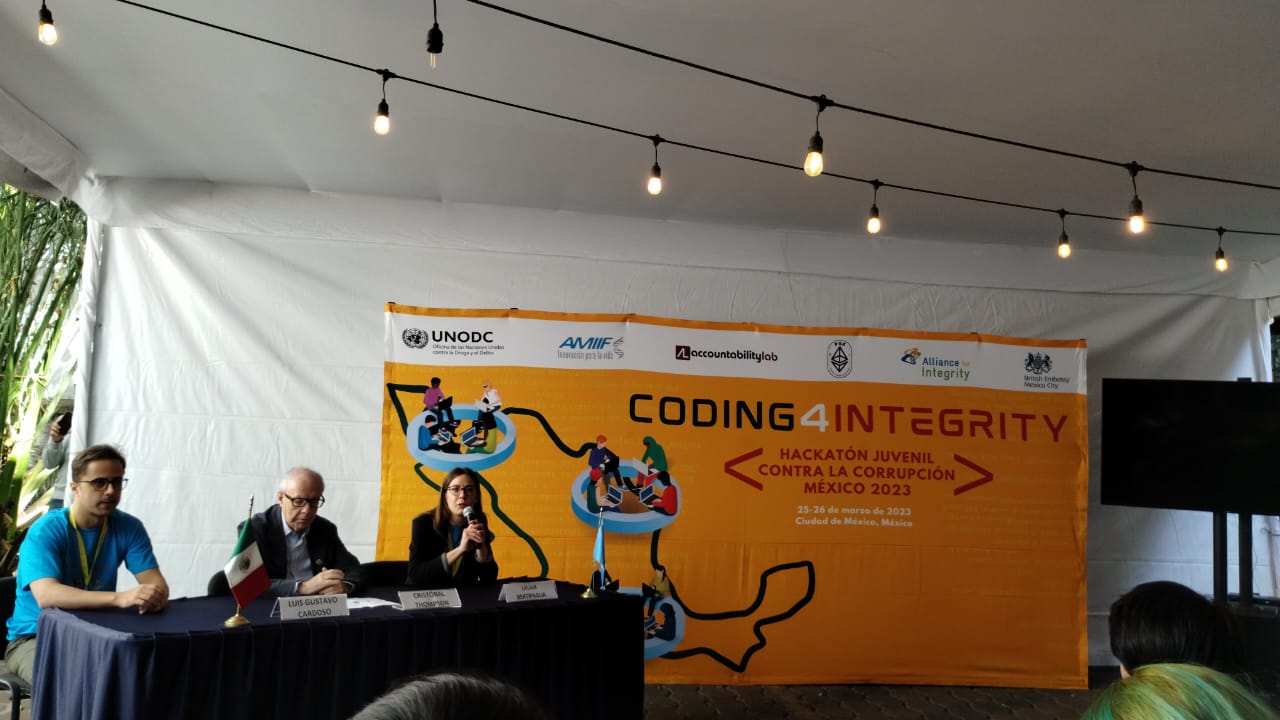 UNODC
Oficina de las Naciones Unidas
contra la Droga y el Delito
AMIIF
Innovación para la vida
accountabilitylab
Alliance for
Integrity
British Embassy
Mexico City
CODING4INTEGRITY
< HACKATÓN JUVENIL
CONTRA LA CORRUPCIÓN >
MÉXICO 2023
25-26 de marzo de 2023
Ciudad de México, México
LUIS GUSTAVO
CARDOSO
CRISTÓBAL
THOMPSON
BERTIPAGLIA